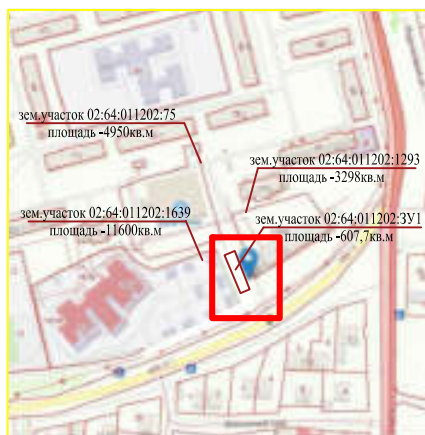 зем.участок 02:64:011202:75
площадь -4950кв.м
зем.участок 02:64:011202:1293
площадь -3298кв.м
зем.участок 02:64:011202:1639
площадь -11600кв.м
зем.участок 02:64:011202:ЗУ1
площадь -607,7кв.м